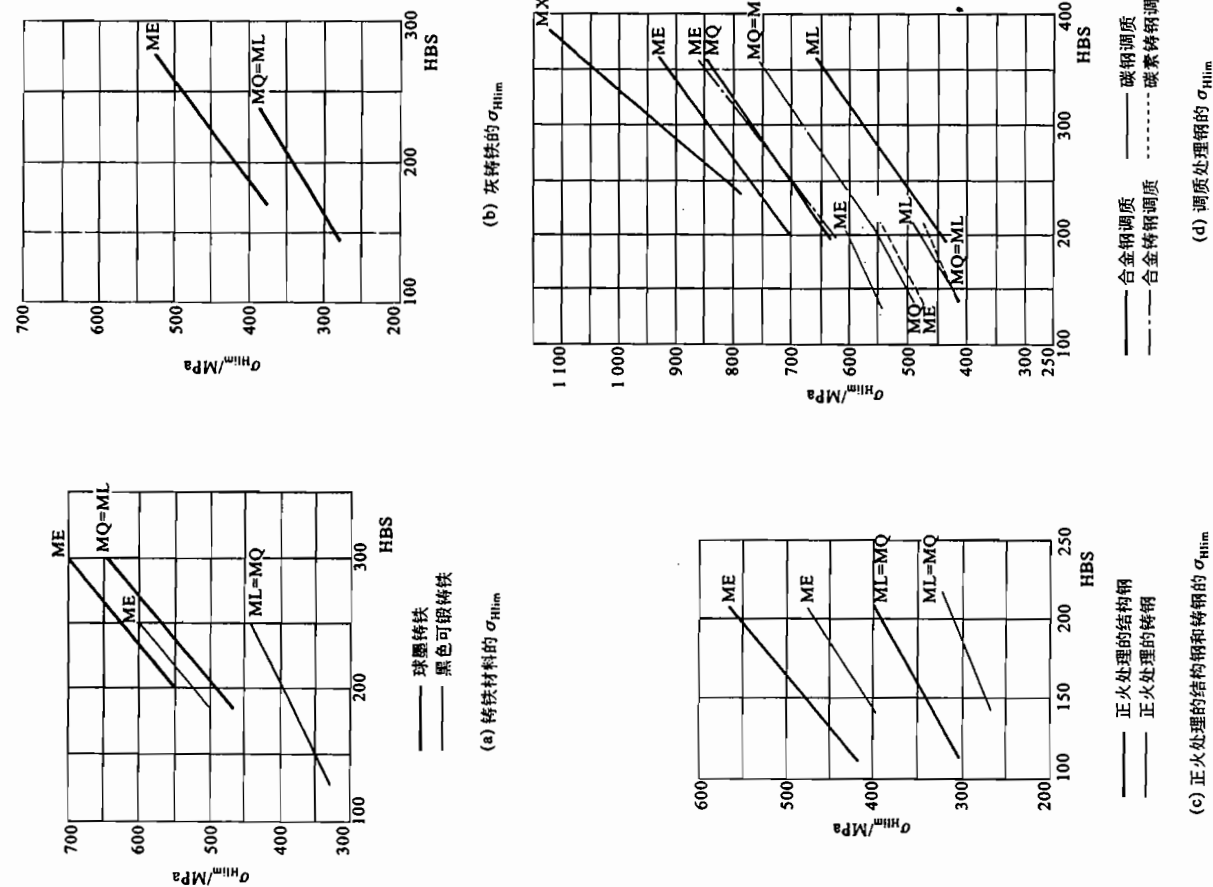 700
600
500
400
300
σHlim/MPa
100
200
300
HBS
ME
MQ=ML
ME
ML=MQ
球墨铸铁
黑色可锻铸铁
(a) 铸铁材料的 σHlim
700
600
500
400
300
200
σHlim/MPa
100
200
300
HBS
ME
MQ=ML
(b) 灰铸铁的 σHlim
600
500
400
300
200
σHlim/MPa
100
150
200
250
HBS
ME
ME
ML=MQ
ML=MQ
正火处理的结构钢
正火处理的铸钢
(c) 正火处理的结构钢和铸钢的 σHlim
1 100
1 000
900
800
700
600
500
400
300
250
σHlim/MPa
100
200
300
400
HBS
MX
ME
ME
MQ
MQ=M
ML
ME
ML
MQ
ME
MQ=ML
合金钢调质
碳钢调质
合金铸钢调质
碳素铸钢调
(d) 调质处理钢的 σHlim